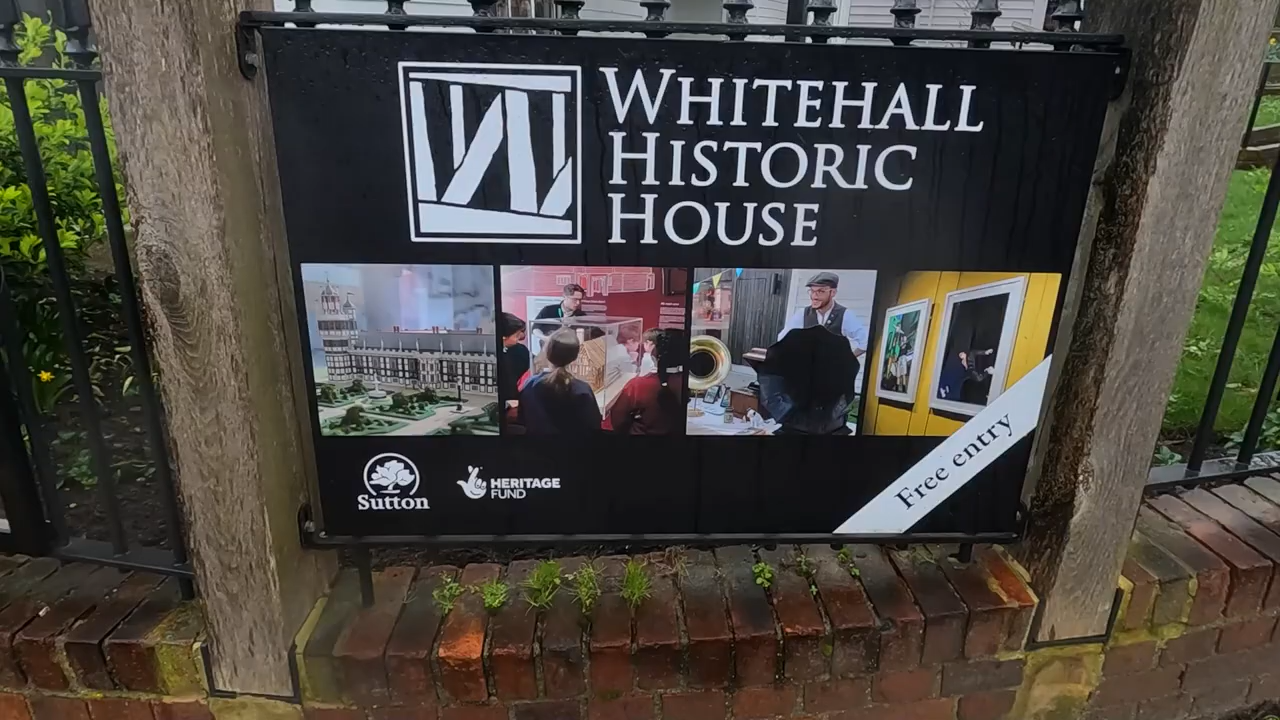 WHITEHALL
HISTORIC
HOUSE
Sutton
HERITAGE
FUND
Free entry